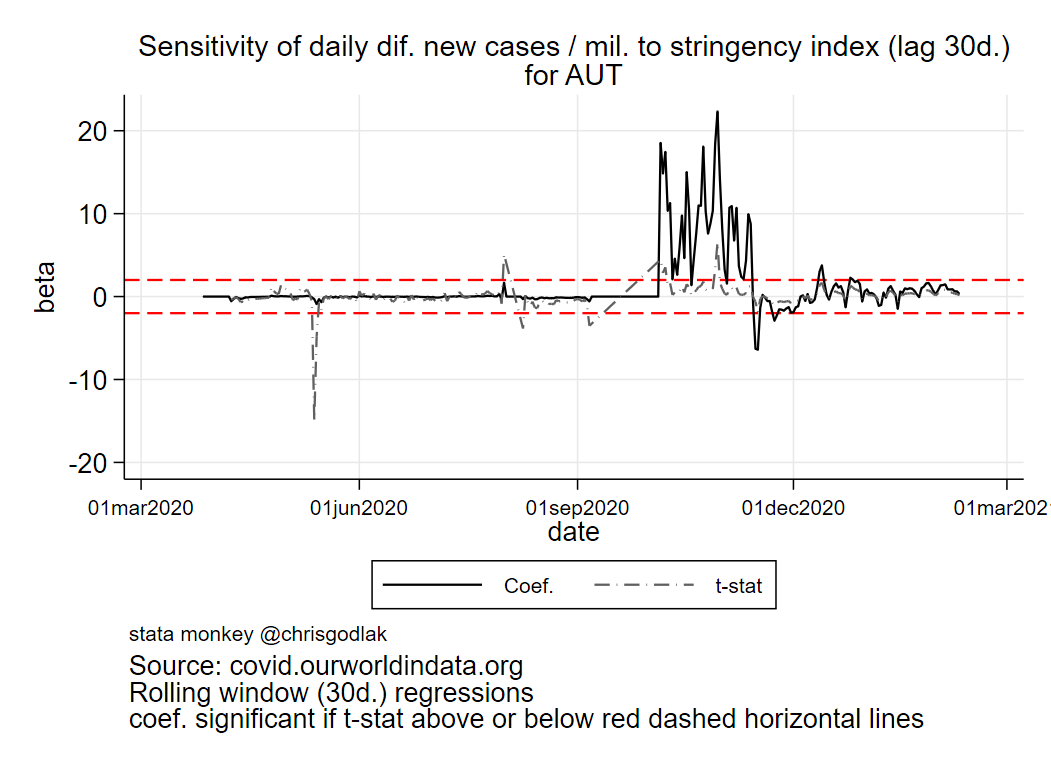 Sensitivity of daily dif. new cases / mil. to stringency index (lag 30d.)
for AUT
20
10
0
-10
-20
beta
01mar2020
01jun2020
01sep2020
01dec2020
01mar202
date
Coef.
t-stat
stata monkey @chrisgodlak
Source: covid.ourworldindata.org
Rolling window (30d.) regressions
coef. significant if t-stat above or below red dashed horizontal lines